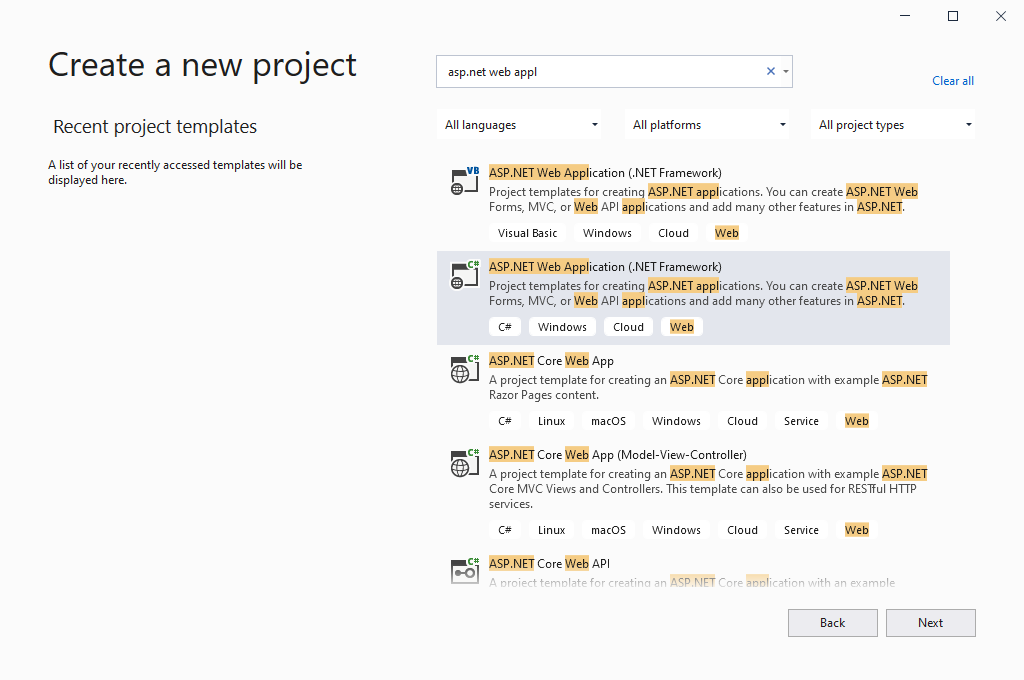 Create a new project
asp.net web appl
Clear all
Recent project templates
All languages
All platforms
All project types
A list of your recently accessed templates will be
displayed here.
VB
ASP.NET Web Application (.NET Framework)
Project templates for creating ASP.NET applications. You can create ASP.NET Web
Forms, MVC, or Web API applications and add many other features in ASP.NET.
Visual Basic Windows Cloud Web
C#
ASP.NET Web Application (.NET Framework)
Project templates for creating ASP.NET applications. You can create ASP.NET Web
Forms, MVC, or Web API applications and add many other features in ASP.NET.
C# Windows Cloud Web
C#
ASP.NET Core Web App
A project template for creating an ASP.NET Core application with example ASP.NET
Razor Pages content.
C# Linux macOS Windows Cloud Service Web
C#
ASP.NET Core Web App (Model-View-Controller)
A project template for creating an ASP.NET Core application with example ASP.NET
Core MVC Views and Controllers. This template can also be used for RESTful HTTP
services.
C# Linux macOS Windows Cloud Service Web
C#
ASP.NET Core Web API
A project template for creating an ASP.NET Core application with an example
Back
Next